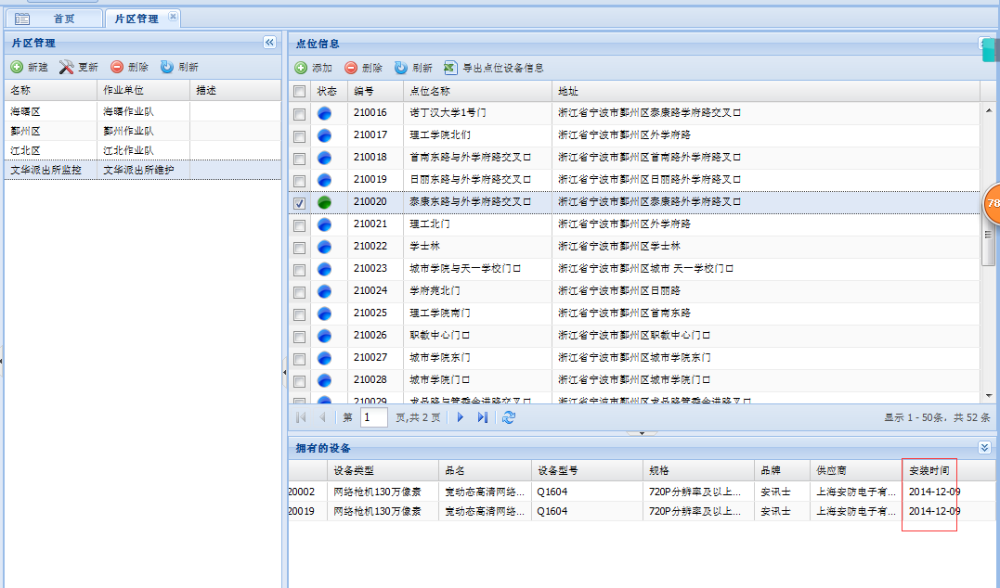 首页 片区管理
片区管理
新建 更新 删除 刷新
名称 作业单位 描述
海曙区 海曙作业队
鄞州区 鄞州作业队
江北区 江北作业队
文华派出所监控 文华派出所维护
点位信息
添加 删除 刷新 导出点位设备信息
状态 编号 点位名称 地址
210016 诺丁汉大学1号门 浙江省宁波市鄞州区泰康路学府路交叉口
210017 理工学院北们 浙江省宁波市鄞州区外学府路
210018 首南东路与外学府路交叉口 浙江省宁波市鄞州区首南路外学府路路口
210019 日丽东路与外学府路交叉口 浙江省宁波市鄞州区日丽路外学府路路口
210020 泰康东路与外学府路交叉口 浙江省宁波市鄞州区泰康路外学府路路口
210021 理工北门 浙江省宁波市鄞州区外学府路
210022 学士林 浙江省宁波市鄞州区学士林
210023 城市学院与天一学校门口 浙江省宁波市鄞州区城市 天一学校门口
210024 学府苑北门 浙江省宁波市鄞州区日丽路
210025 理工学院南门 浙江省宁波市鄞州区首南东路
210026 职教中心门口 浙江省宁波市鄞州区职教中心门口
210027 城市学院东门 浙江省宁波市鄞州区城市学院东门
210028 城市学院门口 浙江省宁波市鄞州区城市学院门口
210029
第 1 页,共 2 页 显示 1 - 50条，共 52 条
78
拥有的设备
设备类型 品名 设备型号 规格 品牌 供应商 安装时间
20002 网络枪机130万像素 宽动态高清网络... Q1604 720P分辨率及以上... 安讯士 上海安防电子有... 2014-12-09
20019 网络枪机130万像素 宽动态高清网络... Q1604 720P分辨率及以上... 安讯士 上海安防电子有... 2014-12-09